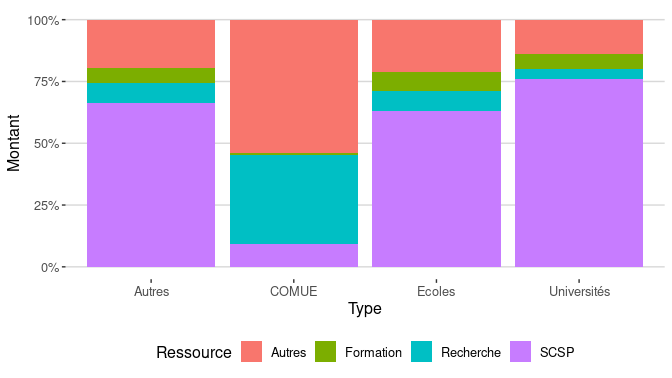 100%
75%
50%
25%
0%
Montant
Autres COMUE Ecoles Universités
Type
Ressource Autres Formation Recherche SCSP